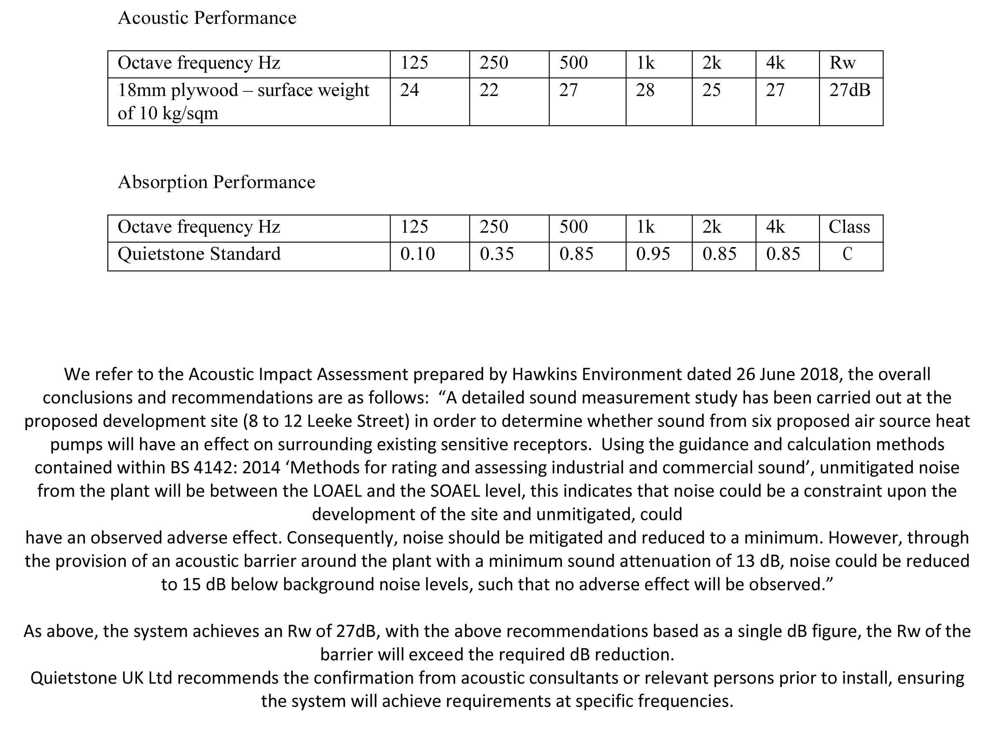 Acoustic Performance
Octave frequency Hz 125 250 500 1k 2k 4k Rw
18mm plywood – surface weight 24 22 27 28 25 27 27dB
of 10 kg/sqm
Absorption Performance
Octave frequency Hz 125 250 500 1k 2k 4k Class
Quietstone Standard 0.10 0.35 0.85 0.95 0.85 0.85 C
We refer to the Acoustic Impact Assessment prepared by Hawkins Environment dated 26 June 2018, the overall
conclusions and recommendations are as follows:  “A detailed sound measurement study has been carried out at the
proposed development site (8 to 12 Leeke Street) in order to determine whether sound from six proposed air source heat
pumps will have an effect on surrounding existing sensitive receptors.  Using the guidance and calculation methods
contained within BS 4142: 2014 ‘Methods for rating and assessing industrial and commercial sound’, unmitigated noise
from the plant will be between the LOAEL and the SOAEL level, this indicates that noise could be a constraint upon the
development of the site and unmitigated, could
have an observed adverse effect. Consequently, noise should be mitigated and reduced to a minimum. However, through
the provision of an acoustic barrier around the plant with a minimum sound attenuation of 13 dB, noise could be reduced
to 15 dB below background noise levels, such that no adverse effect will be observed.”
As above, the system achieves an Rw of 27dB, with the above recommendations based as a single dB figure, the Rw of the
barrier will exceed the required dB reduction.
Quietstone UK Ltd recommends the confirmation from acoustic consultants or relevant persons prior to install, ensuring
the system will achieve requirements at specific frequencies.